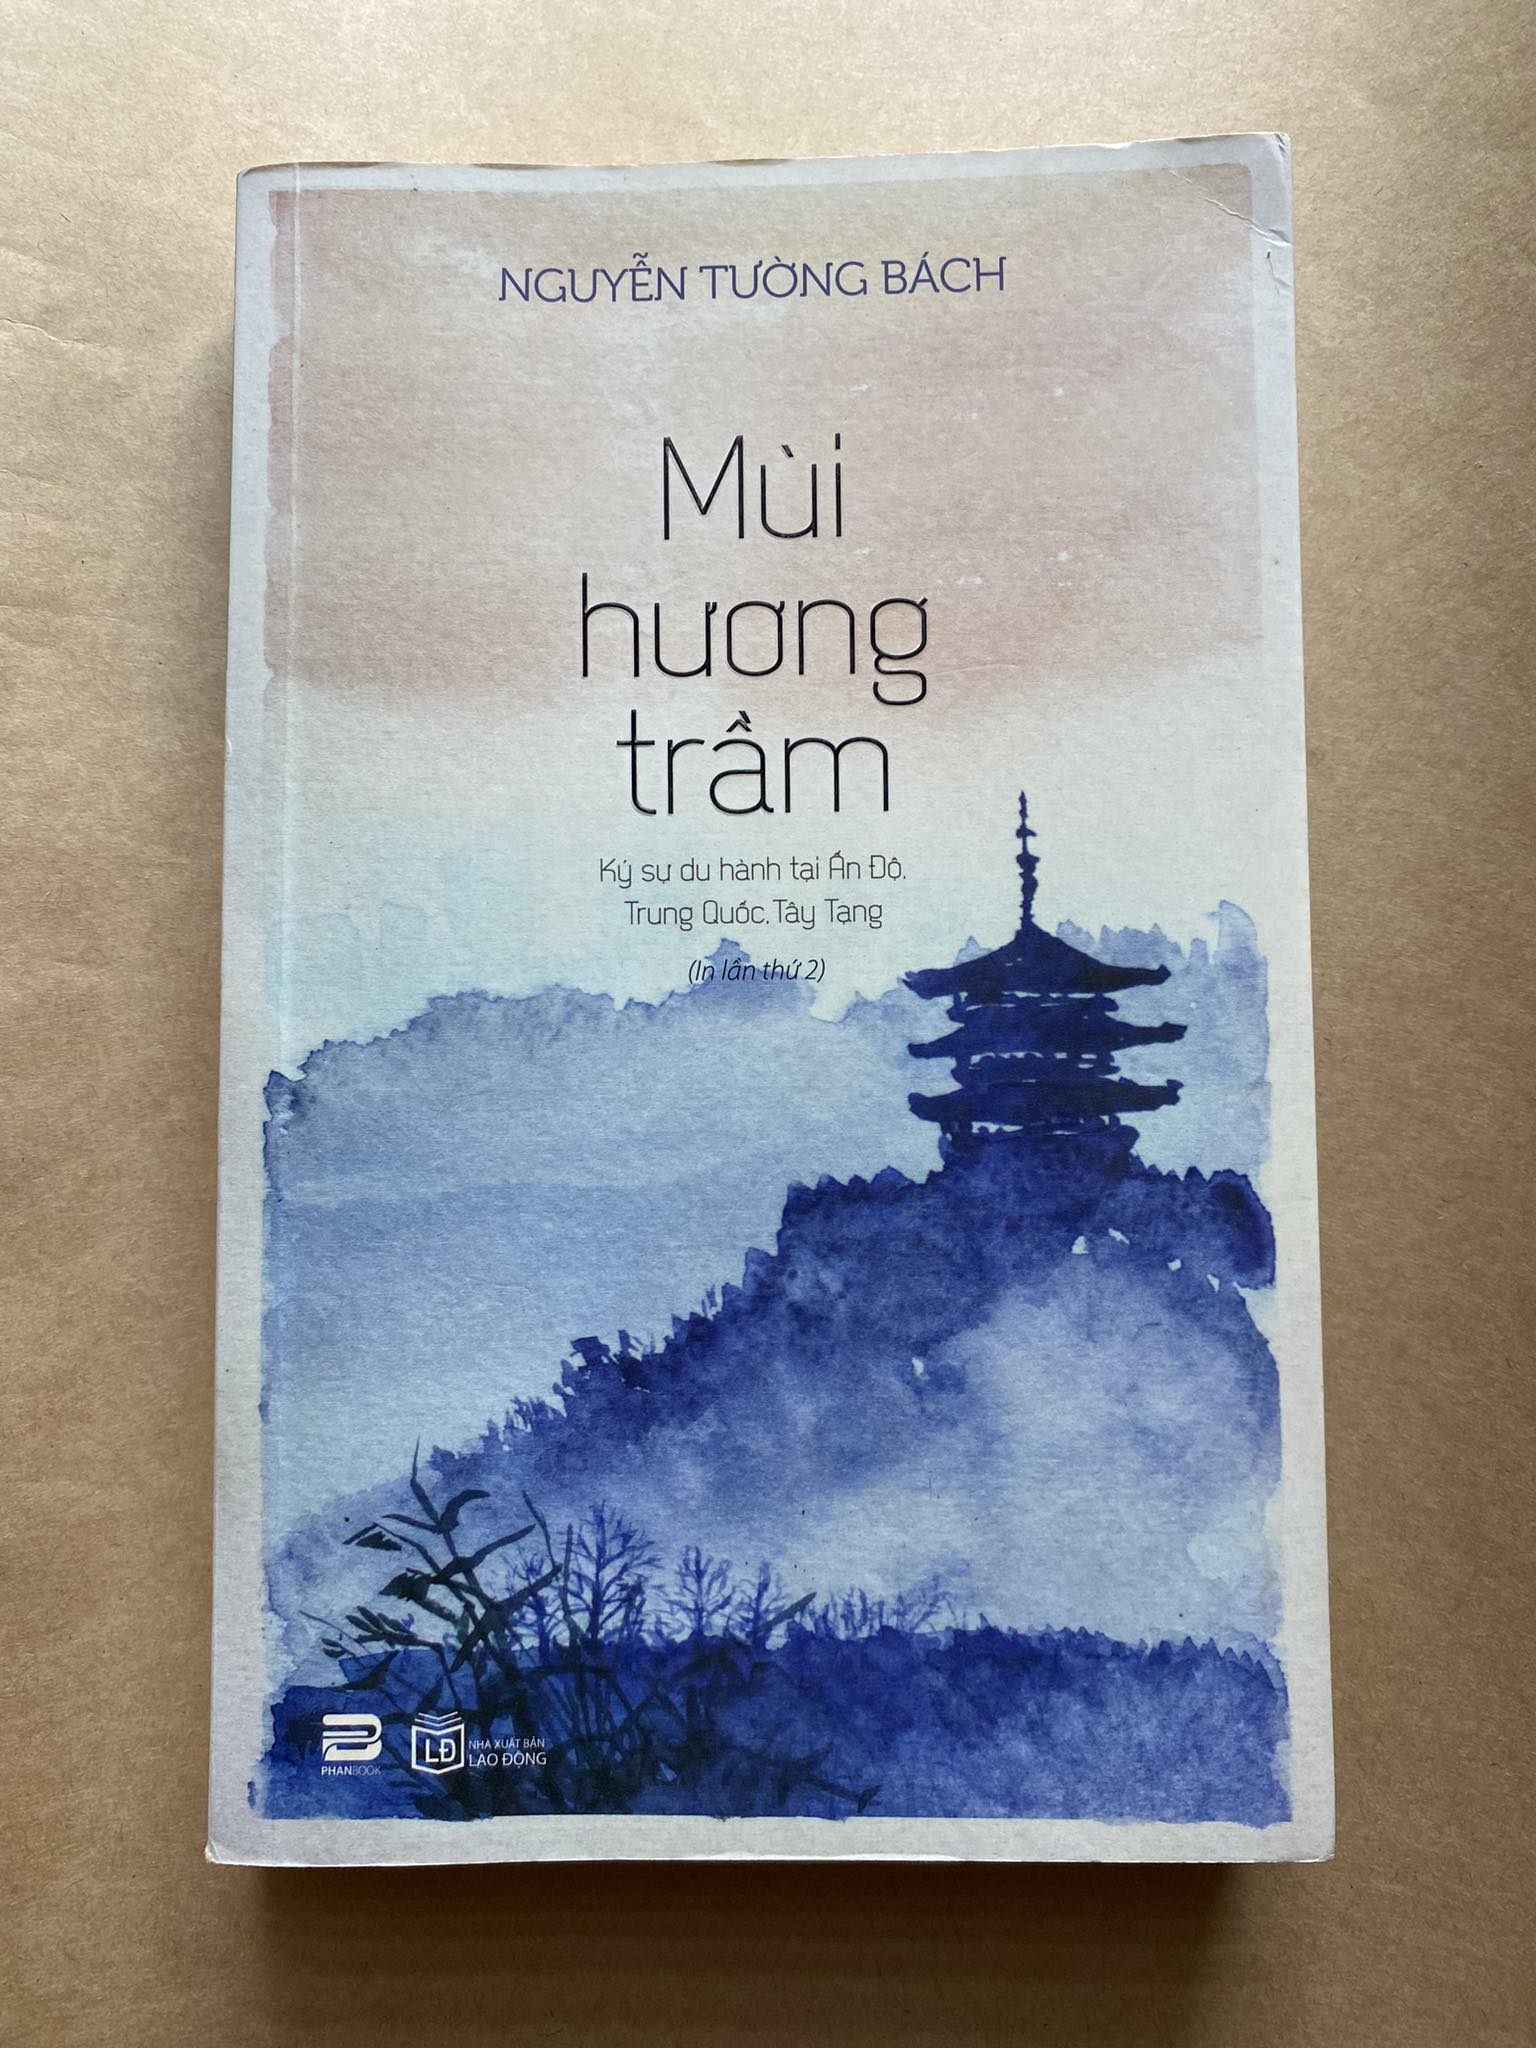 NGUYỄN TƯỜNG BÁCH
Mùi
hương
trầm
Ký sự du hành tại Ấn Độ,
Trung Quốc, Tây Tạng
(In lần thứ 2)
PHANBOOK
LĐ
NHÀ XUẤT BẢN
LAO ĐỘNG